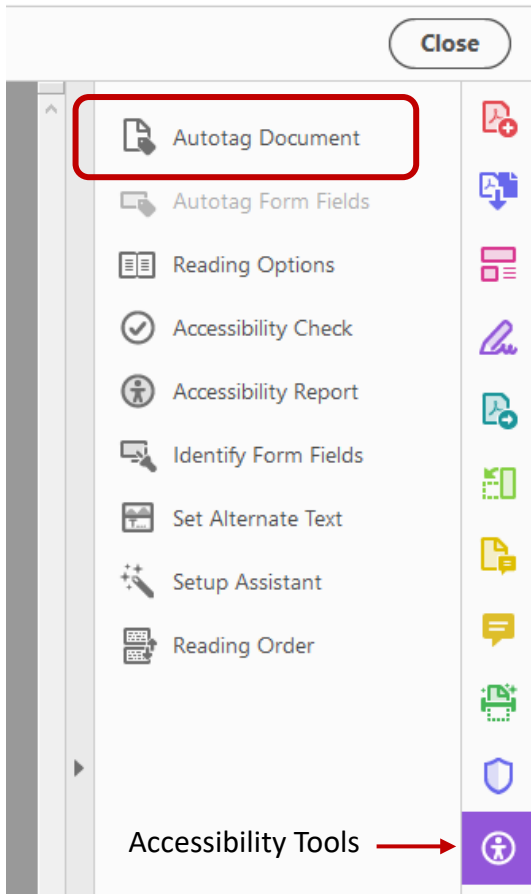 Close
Autotag Document
Autotag Form Fields
Reading Options
Accessibility Check
Accessibility Report
Identify Form Fields
Set Alternate Text
Setup Assistant
Reading Order
Accessibility Tools